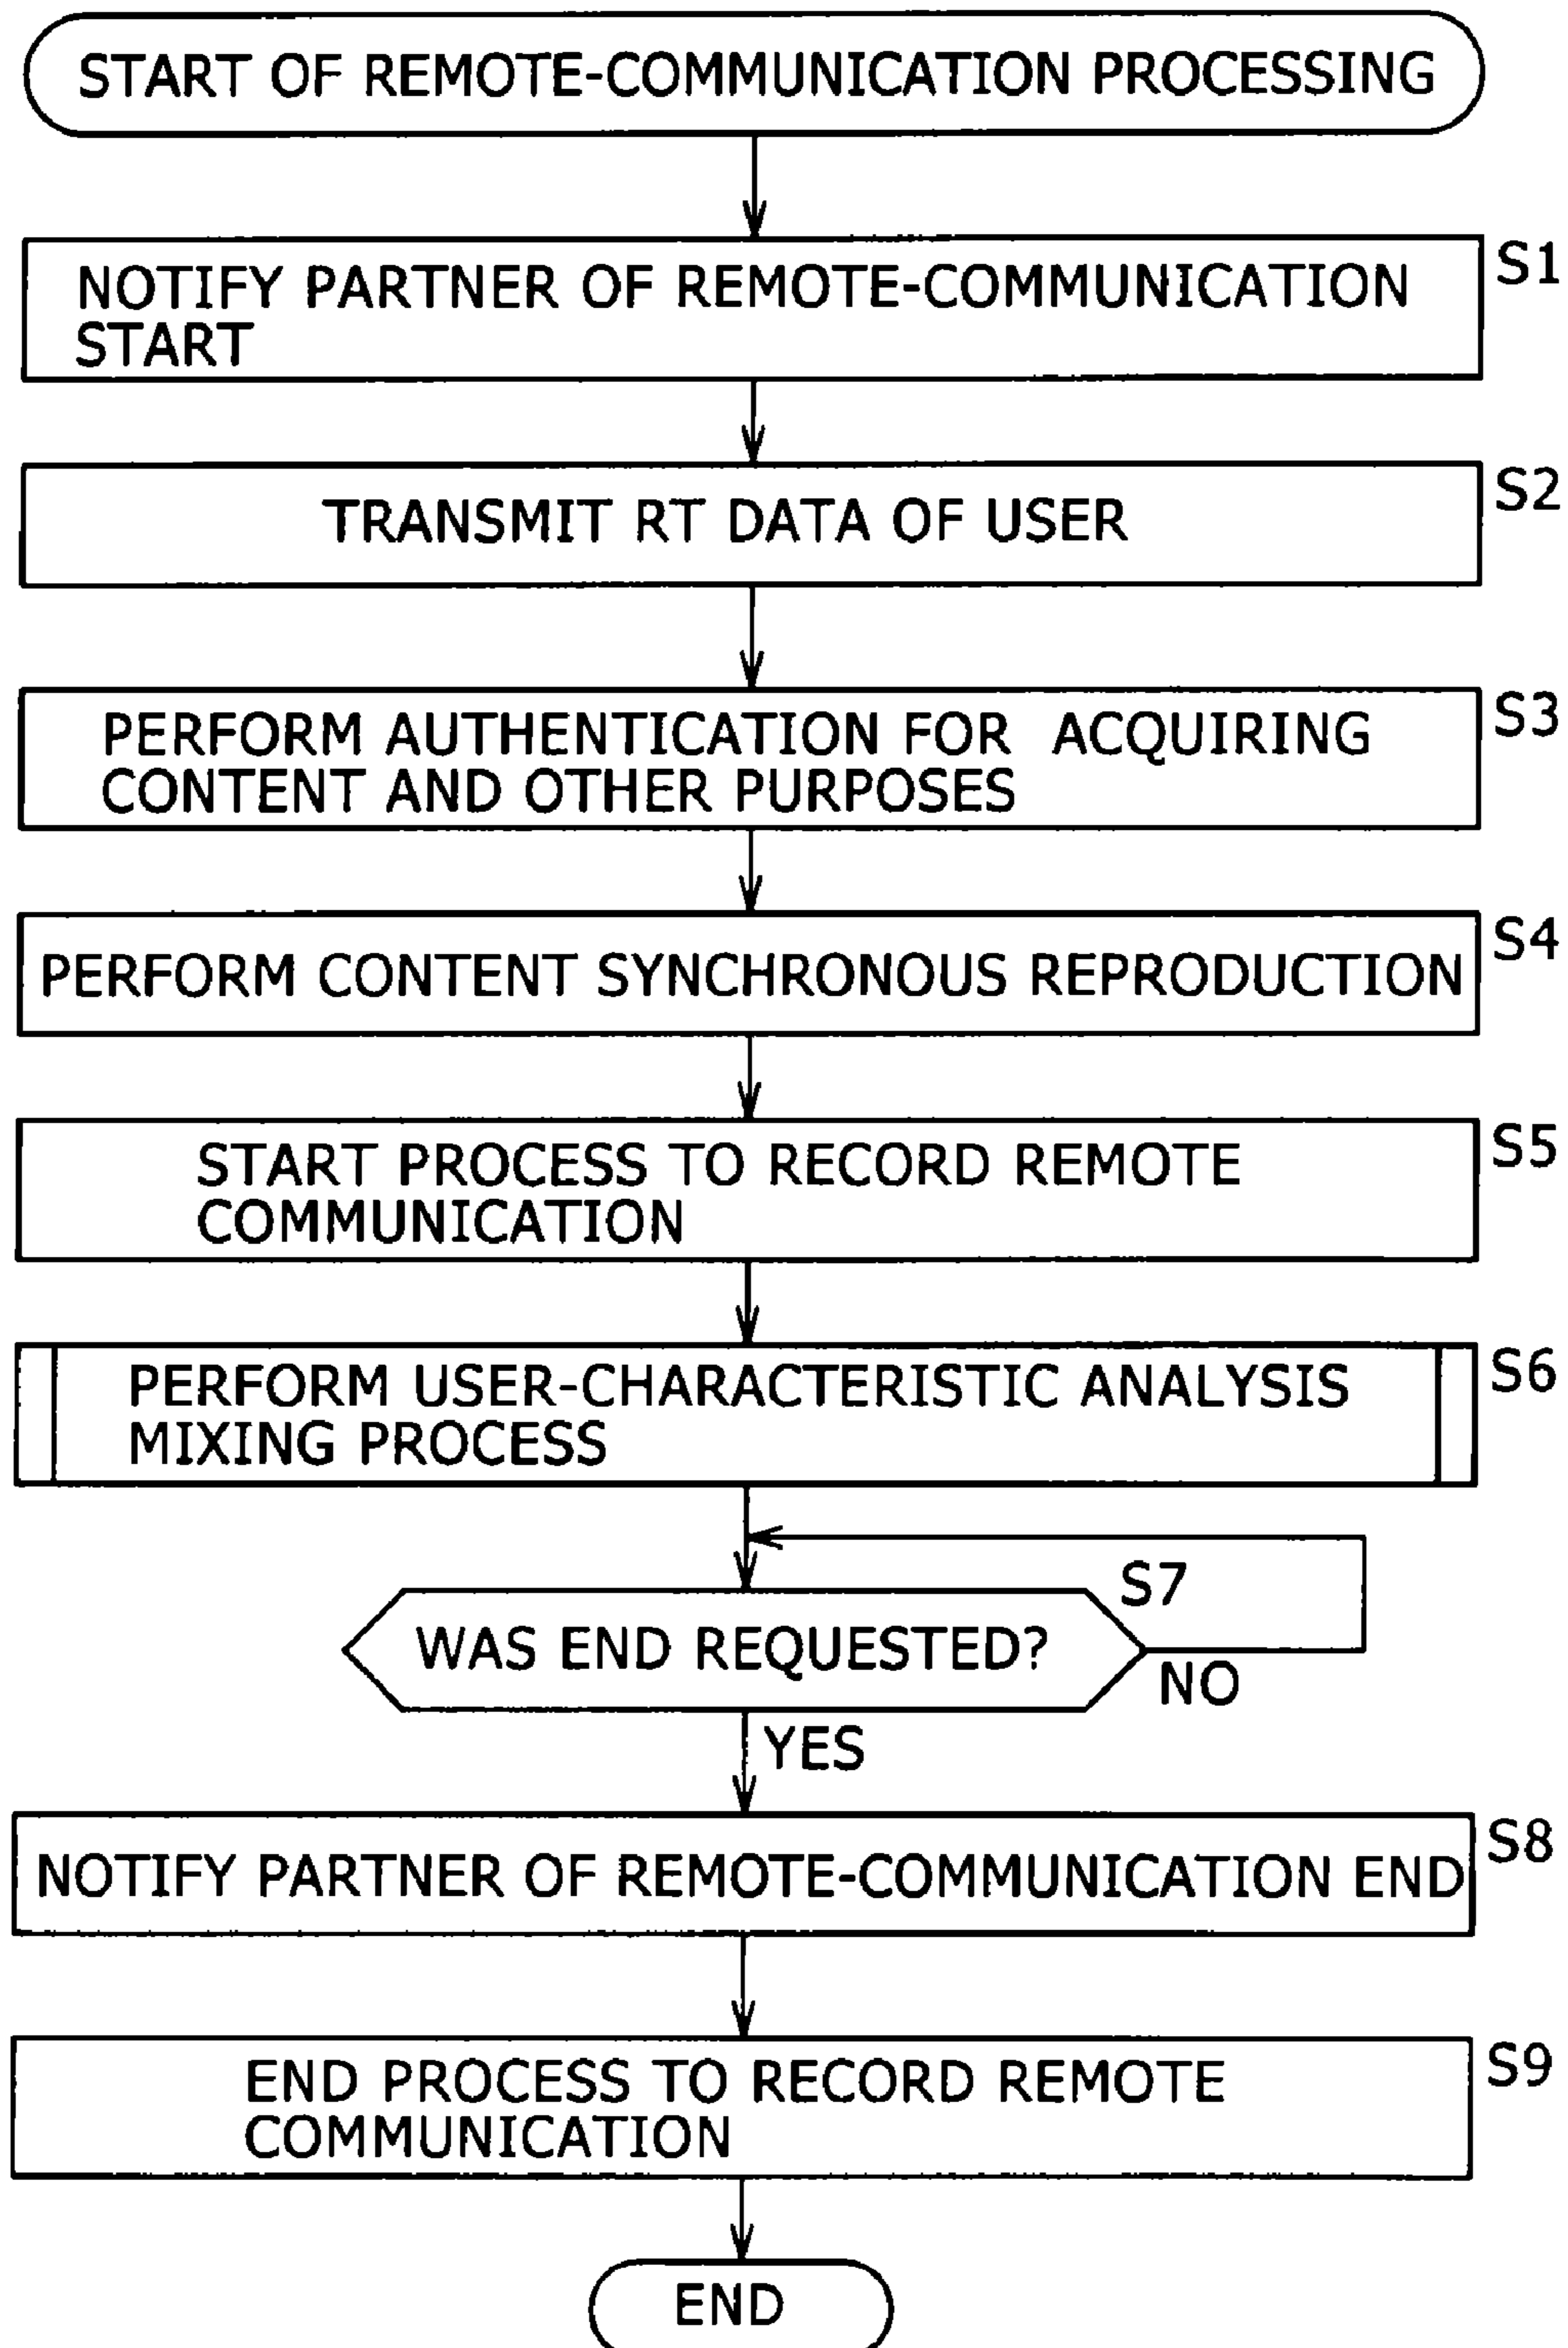 START OF REMOTE-COMMUNICATION PROCESSING
S1
NOTIFY PARTNER OF REMOTE-COMMUNICATION
START
S2
TRANSMIT RT DATA OF USER
S3
PERFORM AUTHENTICATION FOR ACQUIRING
CONTENT AND OTHER PURPOSES
S4
PERFORM CONTENT SYNCHRONOUS REPRODUCTION
S5
START PROCESS TO RECORD REMOTE
COMMUNICATION
S6
PERFORM USER-CHARACTERISTIC ANALYSIS
MIXING PROCESS
S7
WAS END REQUESTED?
NO
YES
S8
NOTIFY PARTNER OF REMOTE-COMMUNICATION END
S9
END PROCESS TO RECORD REMOTE
COMMUNICATION
END